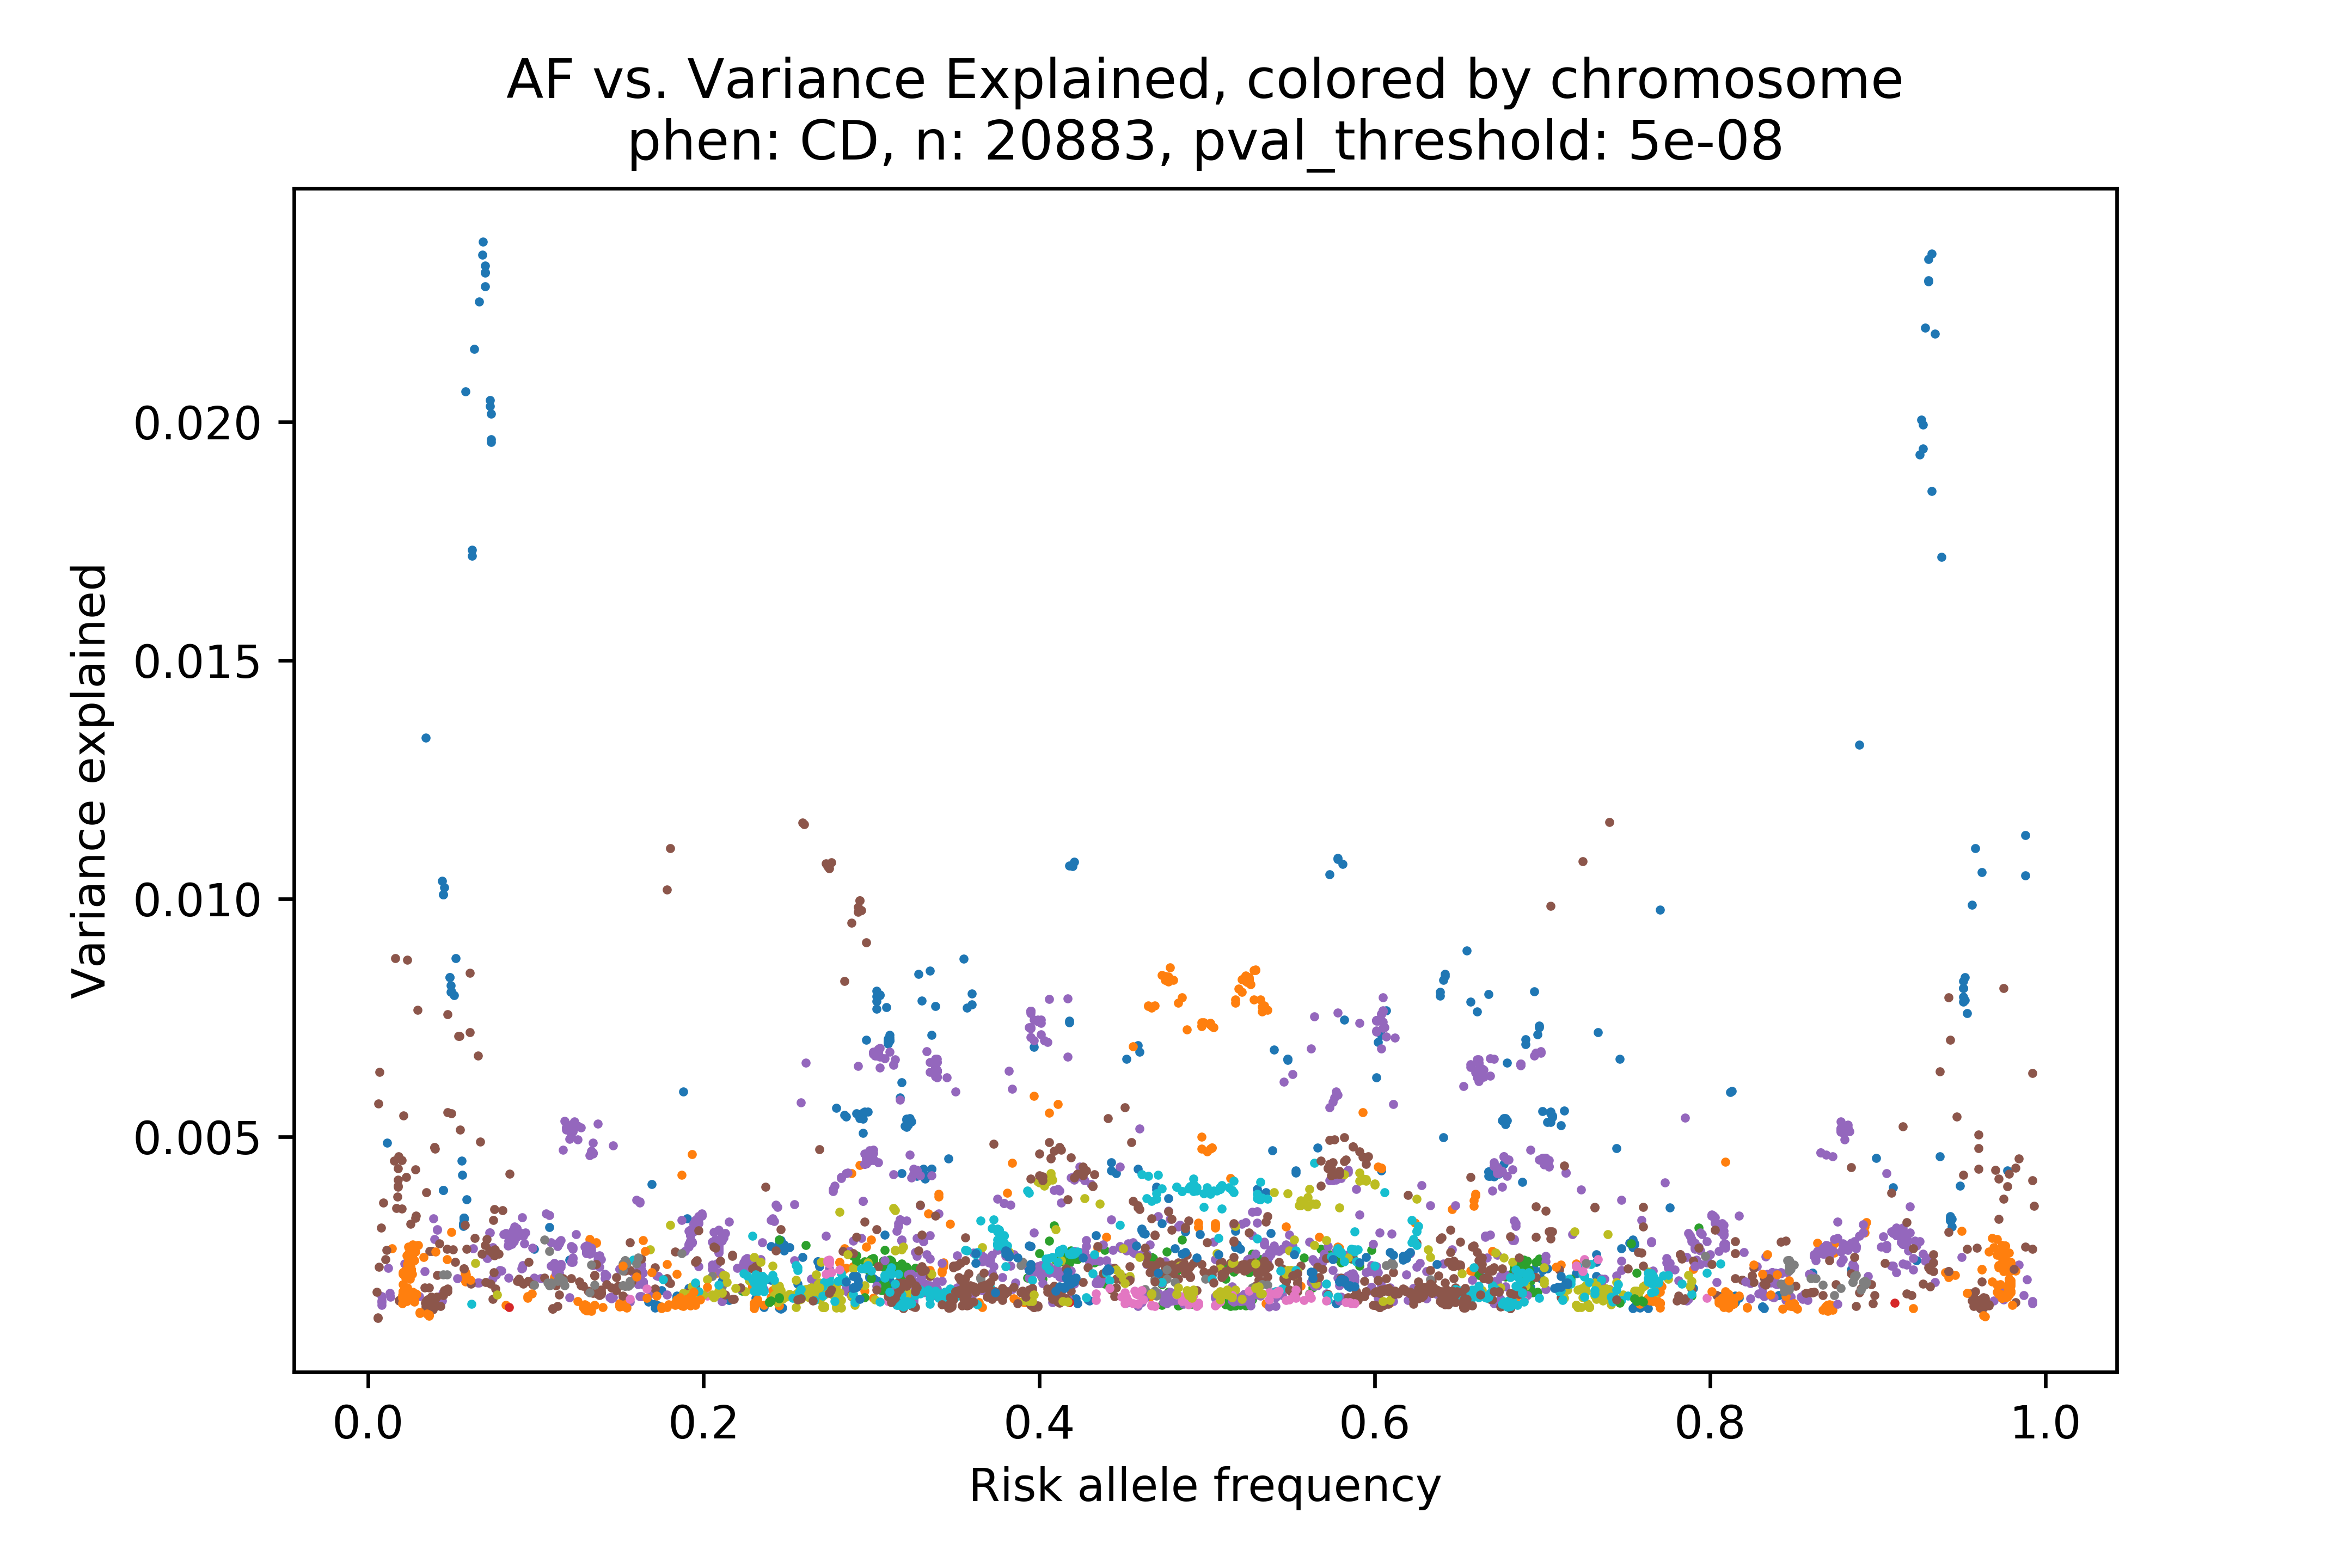 AF vs. Variance Explained, colored by chromosome
phen: CD, n: 20883, pval_threshold: 5e-08
0.020
0.015
0.010
0.005
Variance explained
0.0 0.2 0.4 0.6 0.8 1.0
Risk allele frequency